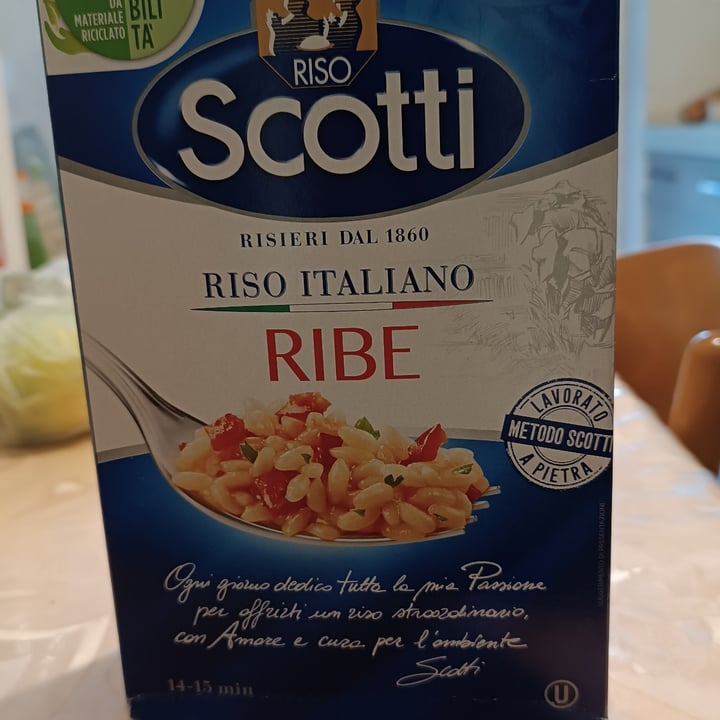 DA
MATERIALE
RICICLATO
BILI
TÀ
RISO
Scotti
RISIERI DAL 1860
RISO ITALIANO
RIBE
LAVORATO
METODO SCOTTI
A PIETRA
Ogni giorno dedico tutta la mia Passione
per offrirti un riso straordinario,
con Amore e cura per l'ambiente
Scotti
14-15 min
U